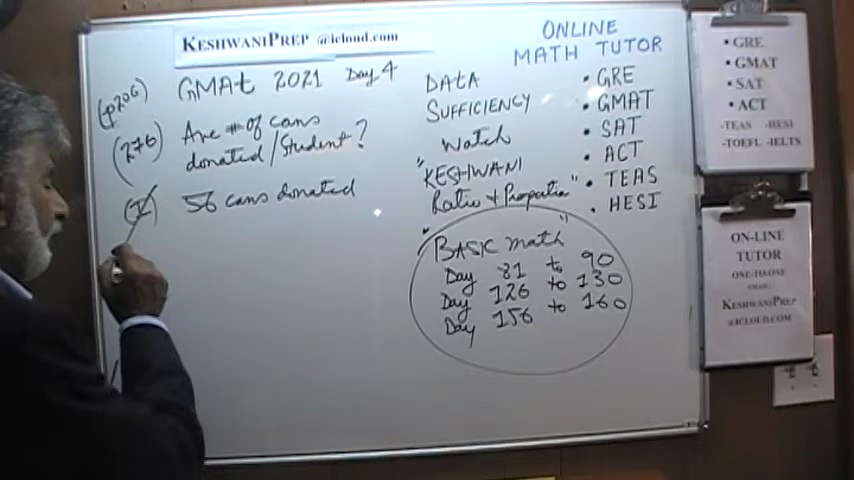 KESHWANIPREP @icloud.com
GMAt 2021 Day 4
(p206)
(276) Ave # of cans
donated/Student?
(I) 56 cans donated
DATA
SUFFICIENCY
Watch
"KESHWANI
Ratio & Proportion"
"BASIC math"
Day 81 to 90
Day 126 to 130
Day 156 to 160
ONLINE
MATH TUTOR
• GRE
• GMAT
• SAT
• ACT
• TEAS
• HESI
• GRE
• GMAT
• SAT
• ACT
-TEAS -HESI
-TOEFL -IELTS
ON-LINE
TUTOR
ONE-TO-ONE
EMAIL:
KESHWANIPREP
@ICLOUD.COM